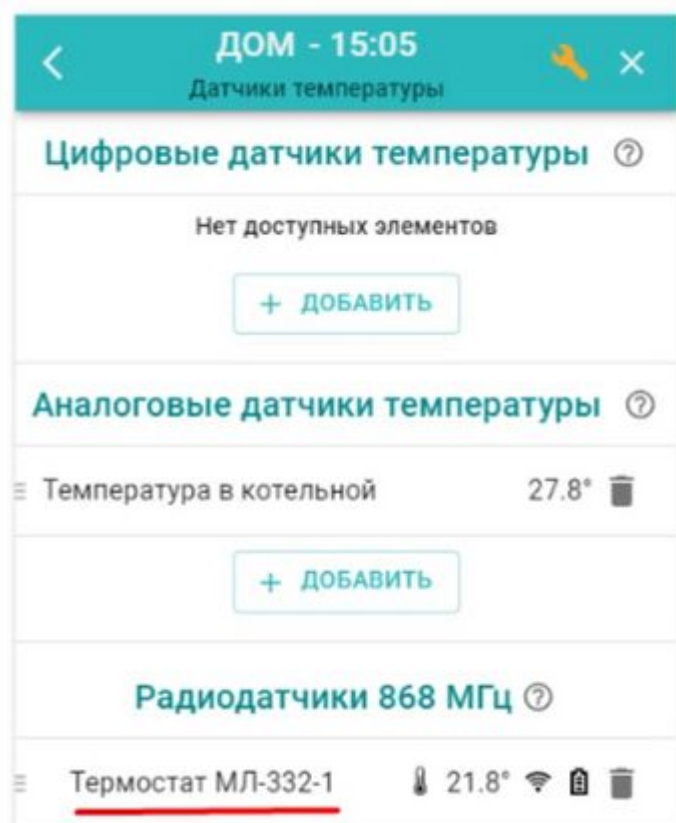 ДОМ - 15:05
Датчики температуры
Цифровые датчики температуры
Нет доступных элементов
+ ДОБАВИТЬ
Аналоговые датчики температуры
Температура в котельной 27.8°
+ ДОБАВИТЬ
Радиодатчики 868 МГц
Термостат МЛ-332-1 21.8°